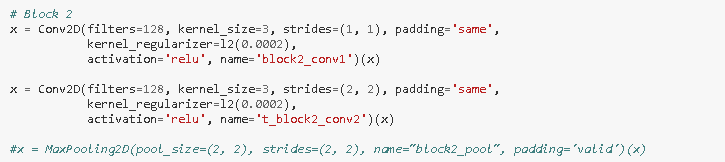 # Block 2
x = Conv2D(filters=128, kernel_size=3, strides=(1, 1), padding='same',
kernel_regularizer=l2(0.0002),
activation='relu', name='block2_conv1')(x)
x = Conv2D(filters=128, kernel_size=3, strides=(2, 2), padding='same',
kernel_regularizer=l2(0.0002),
activation='relu', name='t_block2_conv2')(x)
#x = MaxPooling2D(pool_size=(2, 2), strides=(2, 2), name="block2_pool", padding='valid')(x)